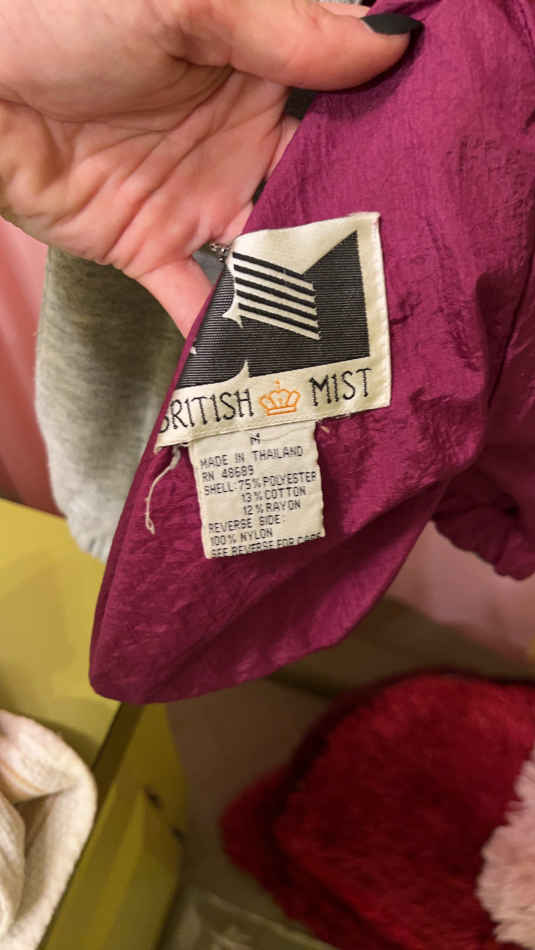 BRITISH MIST
M
MADE IN THAILAND
RN 48689
SHELL: 75% POLYESTER
13% COTTON
12% RAYON
REVERSE SIDE:
100% NYLON
SEE REVERSE FOR CARE